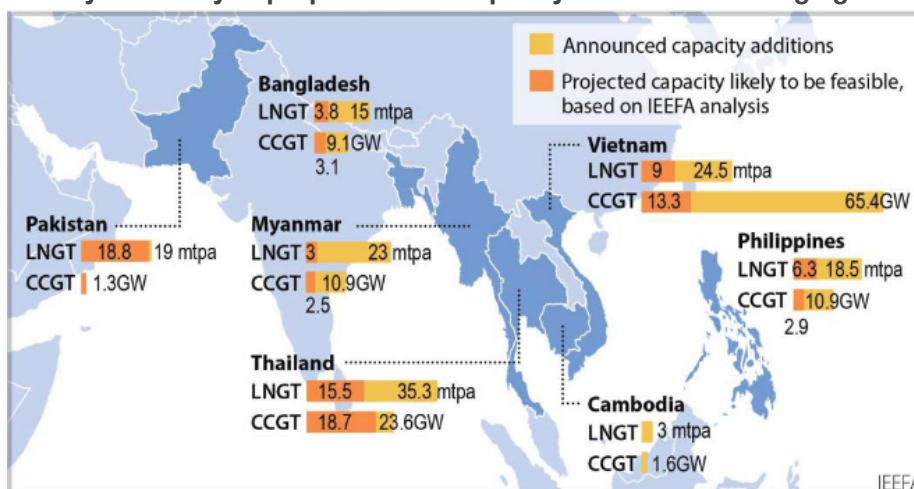 Announced capacity additions
Projected capacity likely to be feasible,
based on IEEFA analysis
Bangladesh
LNGT 3.8 15 mtpa
CCGT 9.1GW
3.1
Vietnam
LNGT 9 24.5 mtpa
CCGT 13.3 65.4GW
Pakistan
LNGT 18.8 19 mtpa
CCGT 1.3GW
Myanmar
LNGT 3 23 mtpa
CCGT 10.9GW
2.5
Philippines
LNGT 6.3 18.5 mtpa
CCGT 10.9GW
2.9
Thailand
LNGT 15.5 35.3 mtpa
CCGT 18.7 23.6GW
Cambodia
LNGT 3 mtpa
CCGT 1.6GW
IEEFA